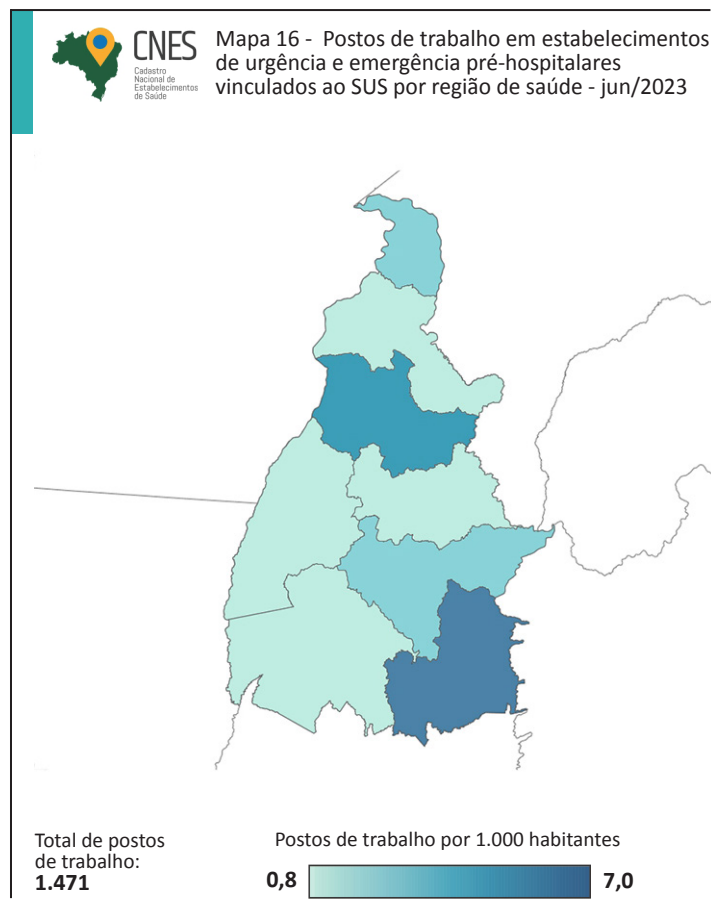 CNES
Cadastro
Nacional de
Estabelecimentos
de Saúde
Mapa 16 - Postos de trabalho em estabelecimentos
de urgência e emergência pré-hospitalares
vinculados ao SUS por região de saúde - jun/2023
Total de postos
de trabalho:
1.471
Postos de trabalho por 1.000 habitantes
0,8
7,0